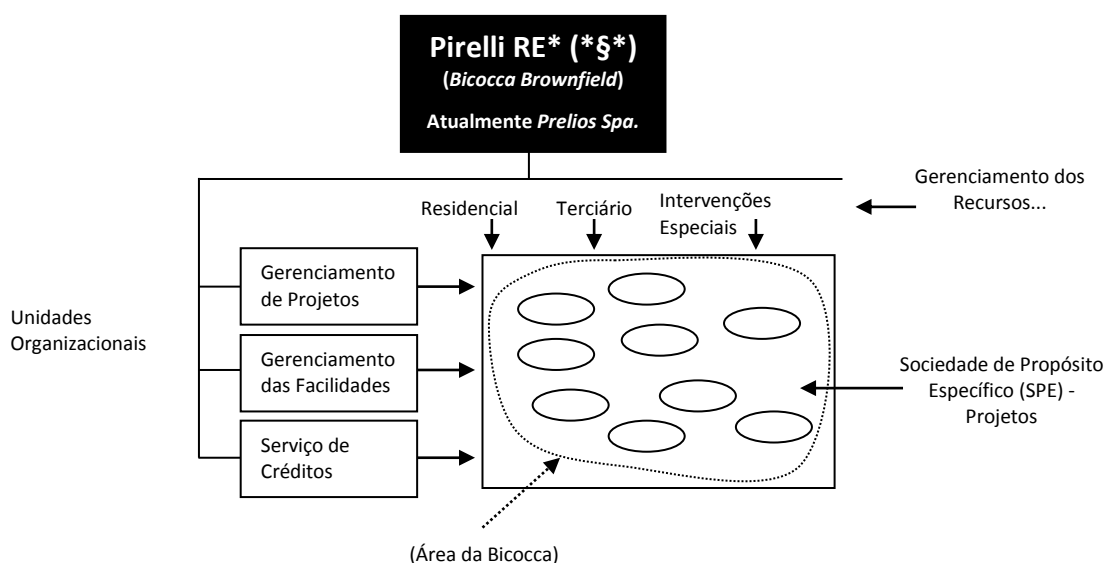 Pirelli RE* (*§*)
(Bicocca Brownfield)
Atualmente Prelios Spa.
Gerenciamento dos
Recursos...
Residencial
Terciário
Intervenções
Especiais
Gerenciamento
de Projetos
Unidades
Organizacionais
Gerenciamento
das Facilidades
Sociedade de Propósito
Específico (SPE) -
Projetos
Serviço de
Créditos
(Área da Bicocca)